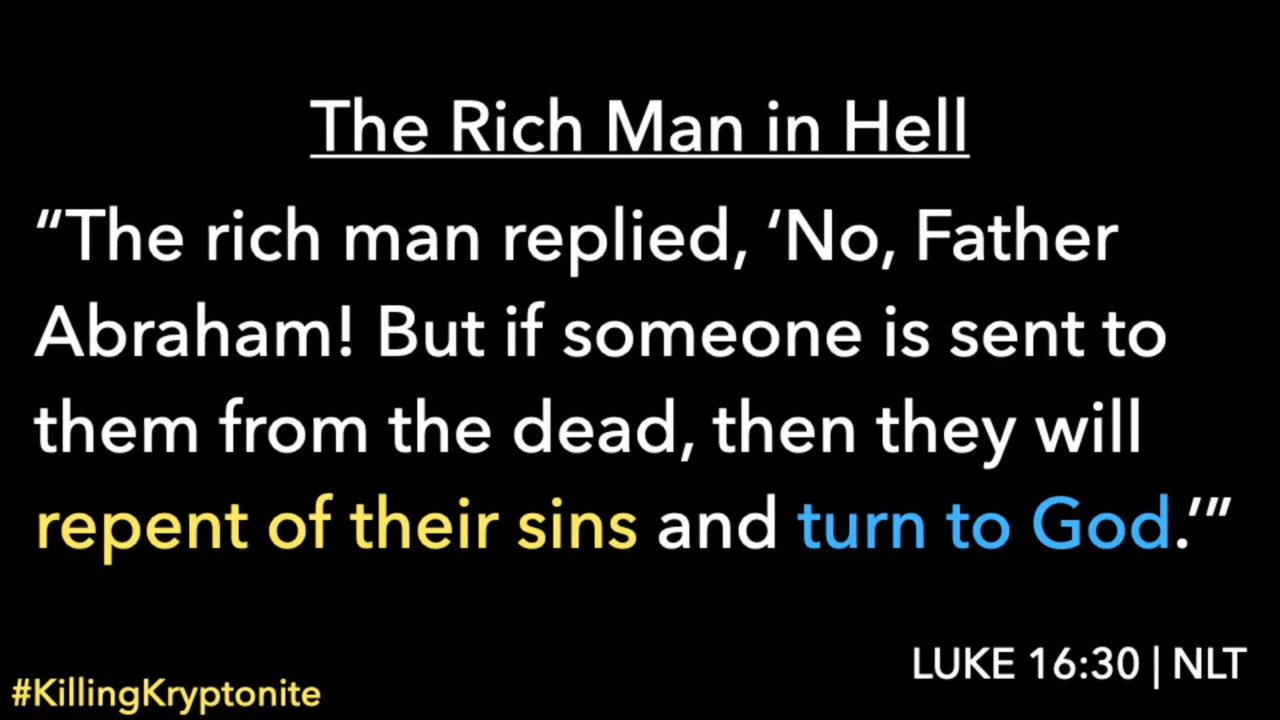 The Rich Man in Hell
“The rich man replied, ‘No, Father
Abraham! But if someone is sent to
them from the dead, then they will
repent of their sins and turn to God.’”
LUKE 16:30 | NLT
#KillingKryptonite